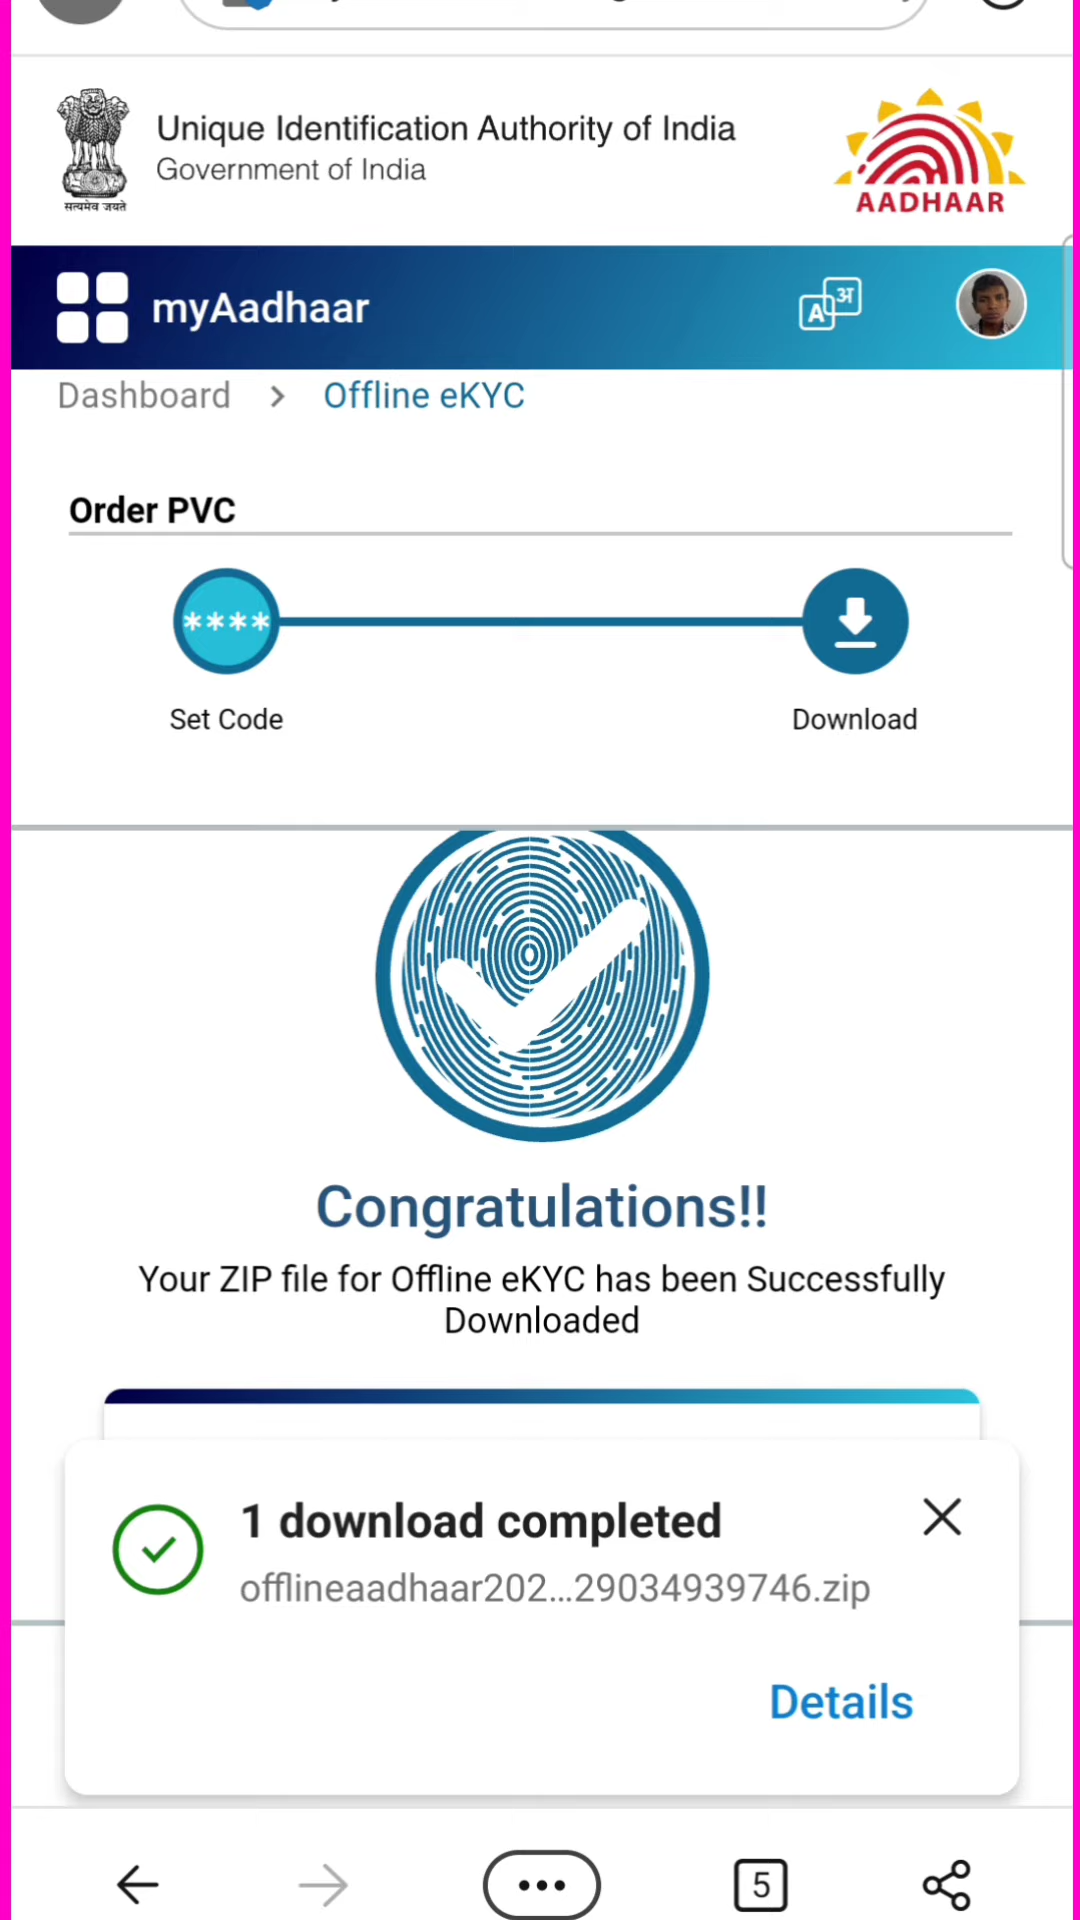 Unique Identification Authority of India
Government of India
सत्यमेव जयते
AADHAAR
myAadhaar
A अ
Dashboard > Offline eKYC
Order PVC
****
Set Code
Download
Congratulations!!
Your ZIP file for Offline eKYC has been Successfully
Downloaded
1 download completed
offlineaadhaar202...29034939746.zip
Details
5